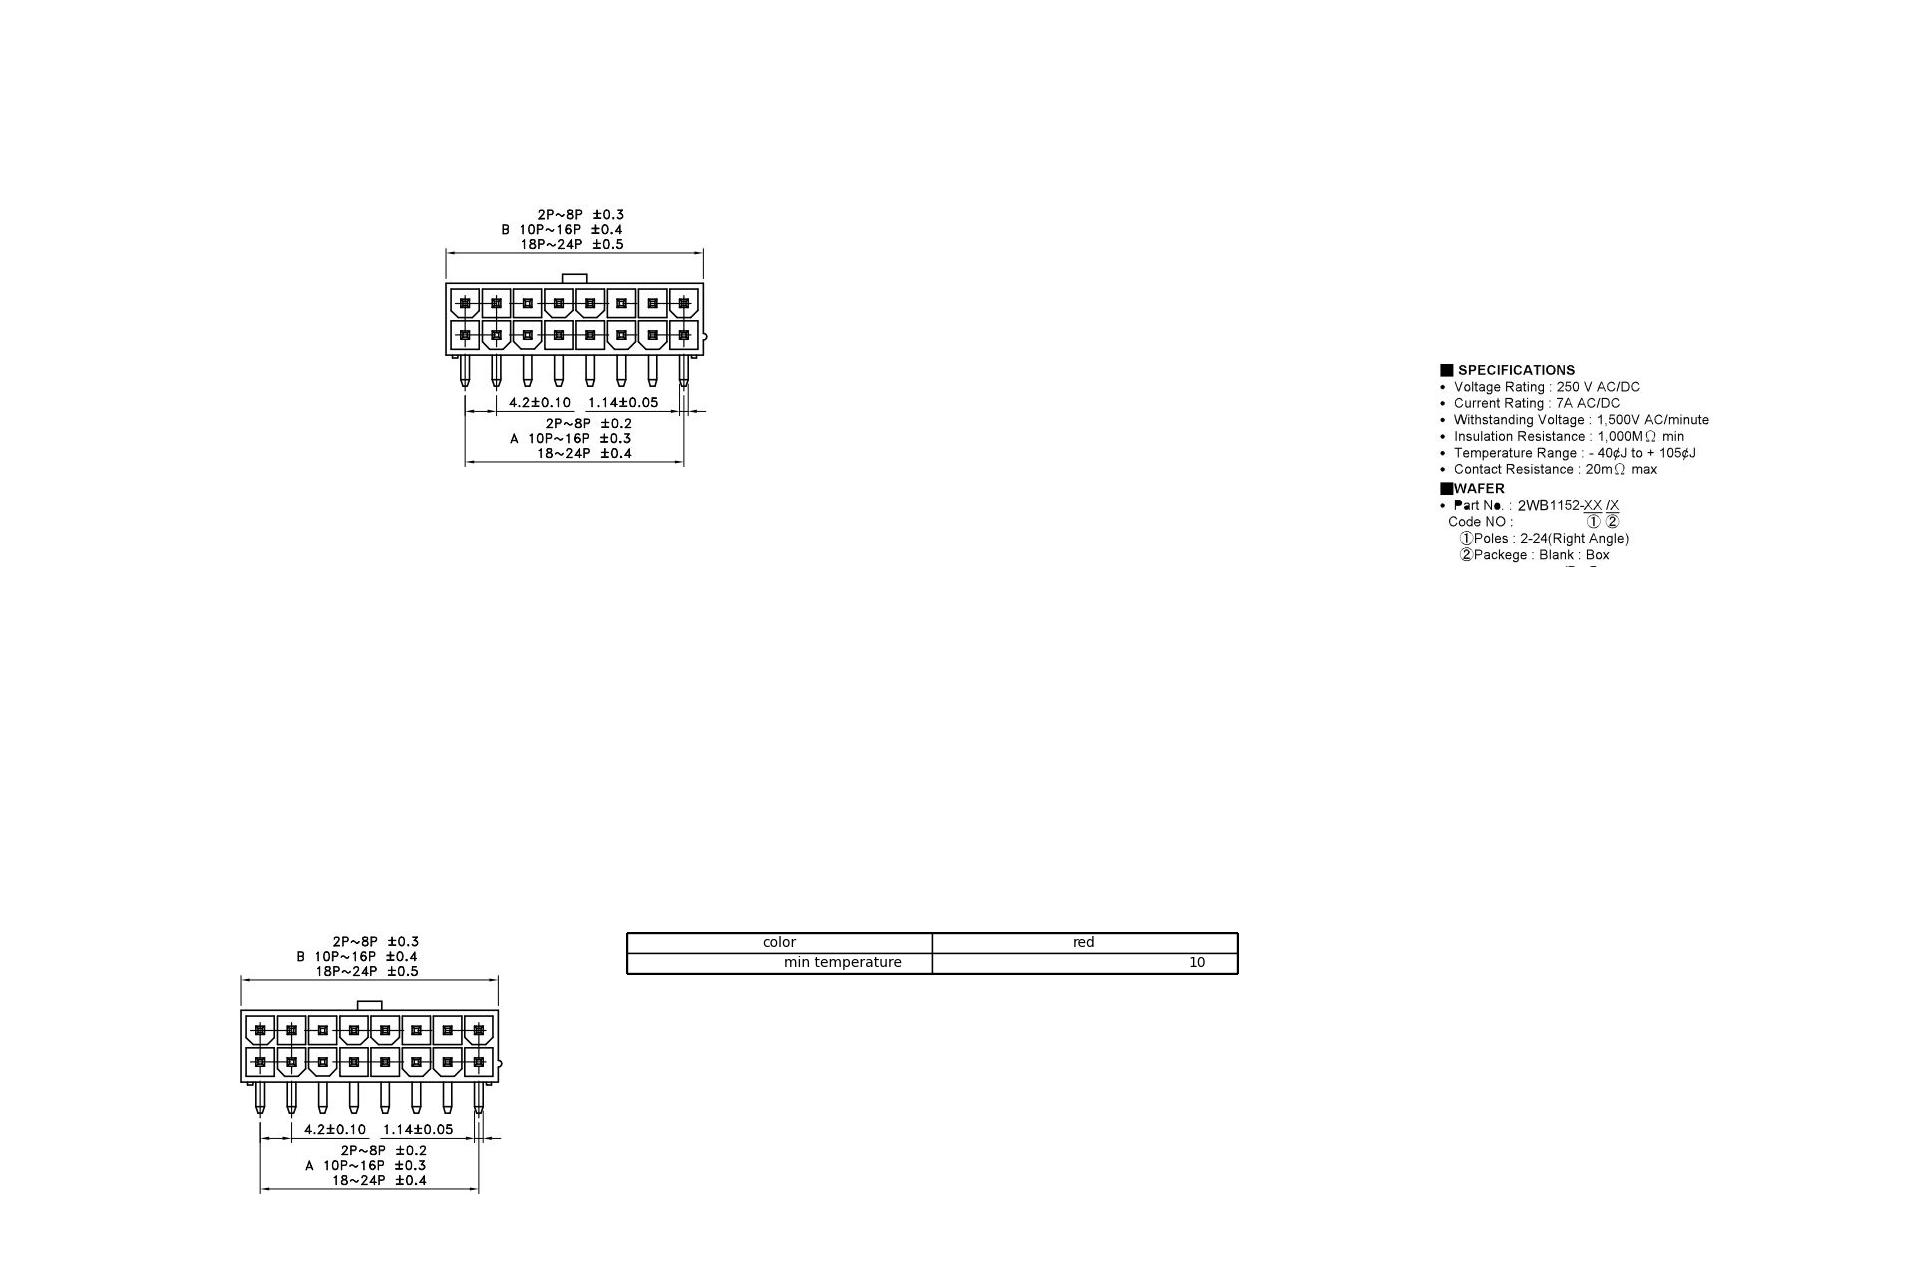 2P~8P ±0.3
B 10P~16P ±0.4
18P~24P ±0.5
4.2±0.10 1.14±0.05
2P~8P ±0.2
A 10P~16P ±0.3
18~24P ±0.4
■ SPECIFICATIONS
• Voltage Rating : 250 V AC/DC
• Current Rating : 7A AC/DC
• Withstanding Voltage : 1,500V AC/minute
• Insulation Resistance : 1,000MΩ min
• Temperature Range : - 40¢J to + 105¢J
• Contact Resistance : 20mΩ max
■WAFER
• Part No. : 2WB1152-XX /X
Code NO : ① ②
①Poles : 2-24(Right Angle)
②Packege : Blank : Box
2P~8P ±0.3
B 10P~16P ±0.4
18P~24P ±0.5
4.2±0.10 1.14±0.05
2P~8P ±0.2
A 10P~16P ±0.3
18~24P ±0.4
color red
min temperature 10